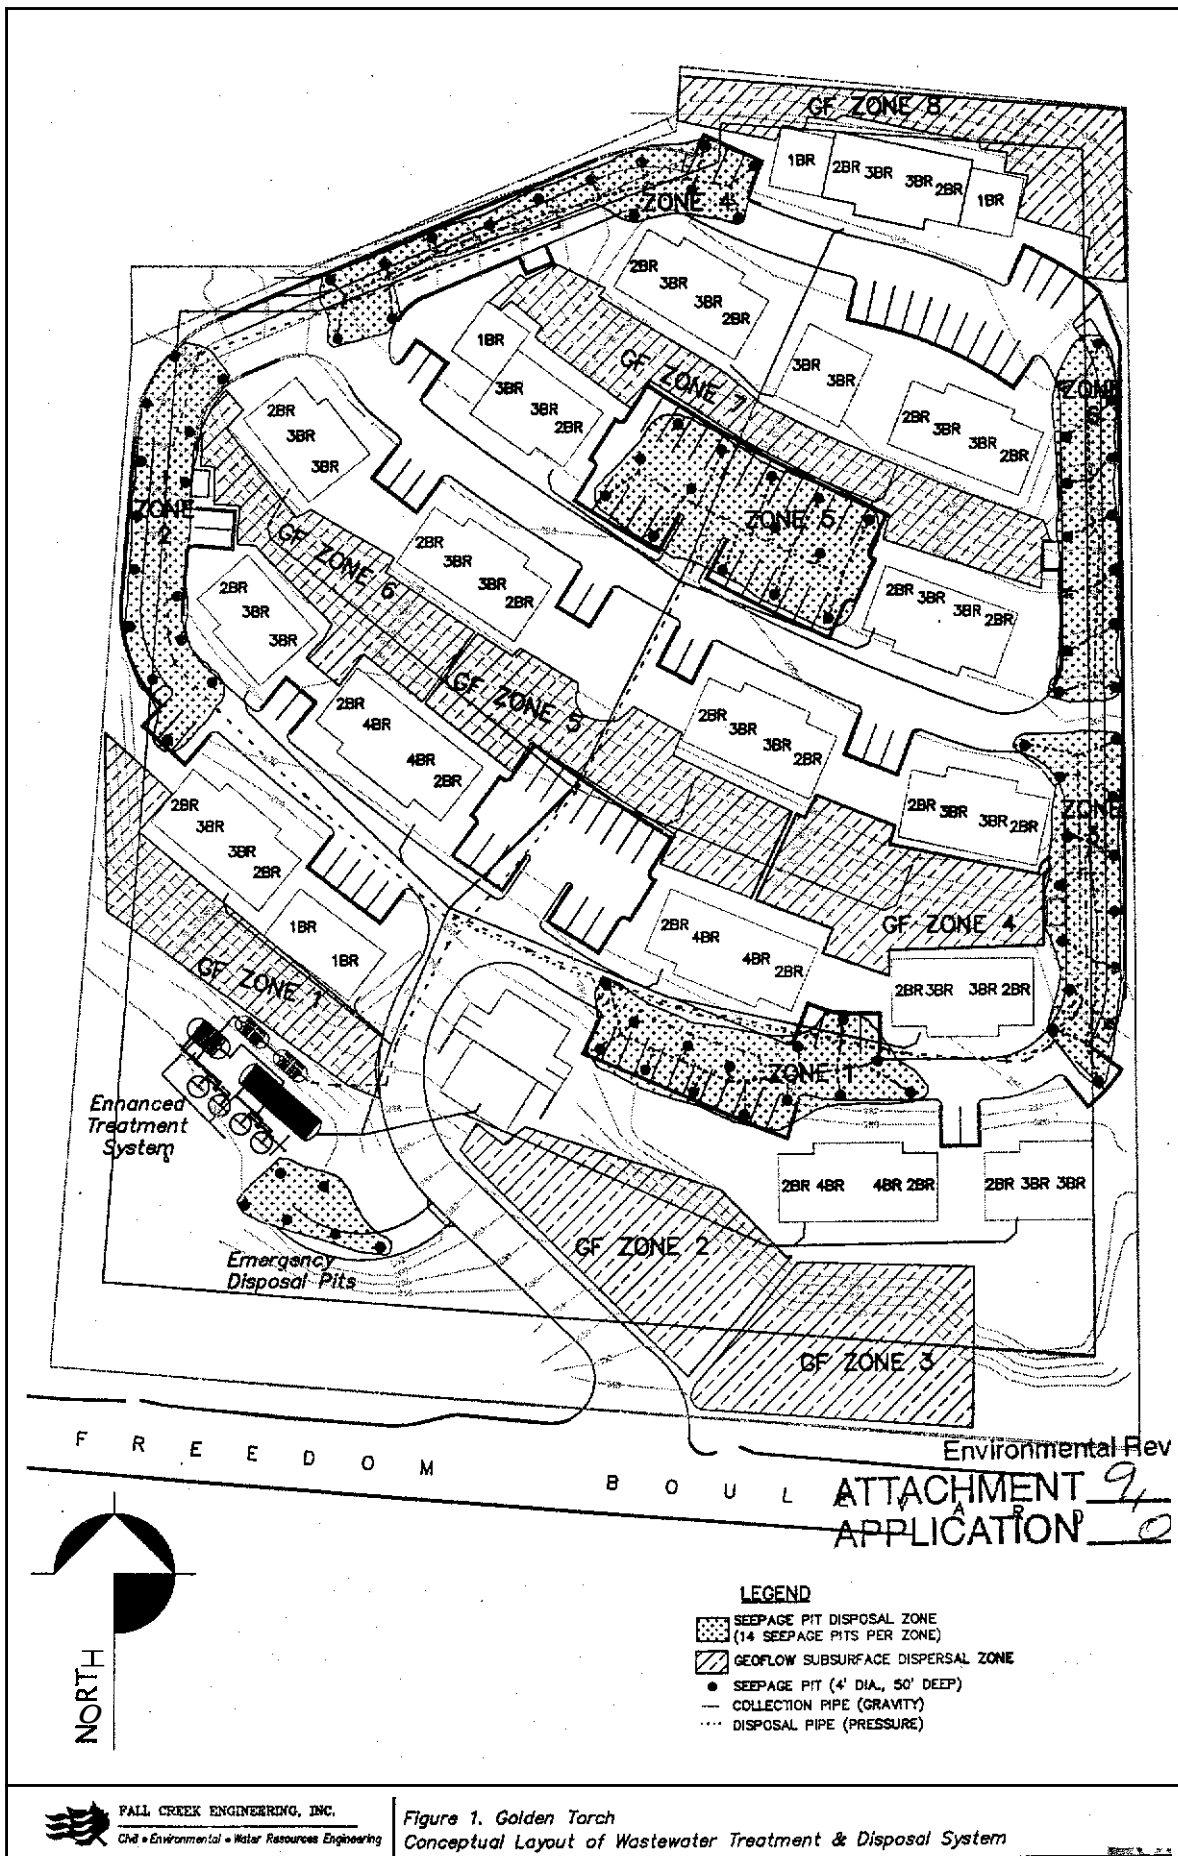 GF ZONE 8
1BR 2BR 3BR 3BR 2BR 1BR
ZONE 4
2BR 3BR 3BR 2BR
1BR
3BR 3BR 2BR
GF ZONE 7
3BR 3BR
2BR 3BR 3BR 2BR
ZONE
2BR 3BR 3BR
ZONE 2
GF ZONE 6
2BR 3BR 3BR 2BR
ZONE 5
2BR 3BR 3BR 2BR
2BR 3BR 3BR
GF ZONE 5
2BR 4BR 4BR 2BR
2BR 3BR 3BR 2BR
2BR 3BR 3BR 2BR
ZONE
2BR 3BR 3BR 2BR
1BR 1BR
GF ZONE 4
2BR 4BR 4BR 2BR
2BR 3BR 3BR 2BR
GF ZONE 1
ZONE 1
Enhanced
Treatment
System
2BR 4BR 4BR 2BR
2BR 3BR 3BR
GF ZONE 2
Emergency
Disposal Pits
GF ZONE 3
FREEDOM BOULEVARD
Environmental Rev
ATTACHMENT 9,
APPLICATION 0
NORTH
LEGEND
SEEPAGE PIT DISPOSAL ZONE
(14 SEEPAGE PITS PER ZONE)
GEOFLOW SUBSURFACE DISPERSAL ZONE
SEEPAGE PIT (4' DIA., 50' DEEP)
COLLECTION PIPE (GRAVITY)
DISPOSAL PIPE (PRESSURE)
FALL CREEK ENGINEERING, INC.
Civil • Environmental • Water Resources Engineering
Figure 1. Golden Torch
Conceptual Layout of Wastewater Treatment & Disposal System